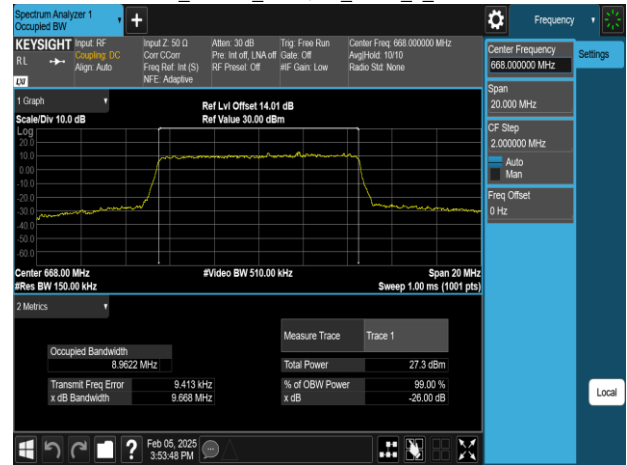 Spectrum Analyzer 1
Occupied BW
Frequency
KEYSIGHT
Input: RF
Coupling: DC
Align: Auto
Input Z: 50 Ω
Corr CCorr
Freq Ref: Int (S)
NFE: Adaptive
Atten: 30 dB
Pre: Int off, LNA off
RF Presel: Off
Trig: Free Run
Gate: Off
#IF Gain: Low
Center Freq: 668.000000 MHz
Avg|Hold: 10/10
Radio Std: None
RL
LXI
Center Frequency
668.000000 MHz
Settings
Span
20.000 MHz
CF Step
2.000000 MHz
Auto
Man
Freq Offset
0 Hz
1 Graph
Scale/Div 10.0 dB
Ref Lvl Offset 14.01 dB
Ref Value 30.00 dBm
Log
20.0
10.0
0.00
-10.0
-20.0
-30.0
-40.0
-50.0
-60.0
Center 668.00 MHz
#Video BW 510.00 kHz
Span 20 MHz
#Res BW 150.00 kHz
Sweep 1.00 ms (1001 pts)
2 Metrics
Measure Trace Trace 1
Occupied Bandwidth
8.9622 MHz
Total Power 27.3 dBm
Transmit Freq Error 9.413 kHz
% of OBW Power 99.00 %
x dB Bandwidth 9.668 MHz
x dB -26.00 dB
Local
Feb 05, 2025
3:53:48 PM